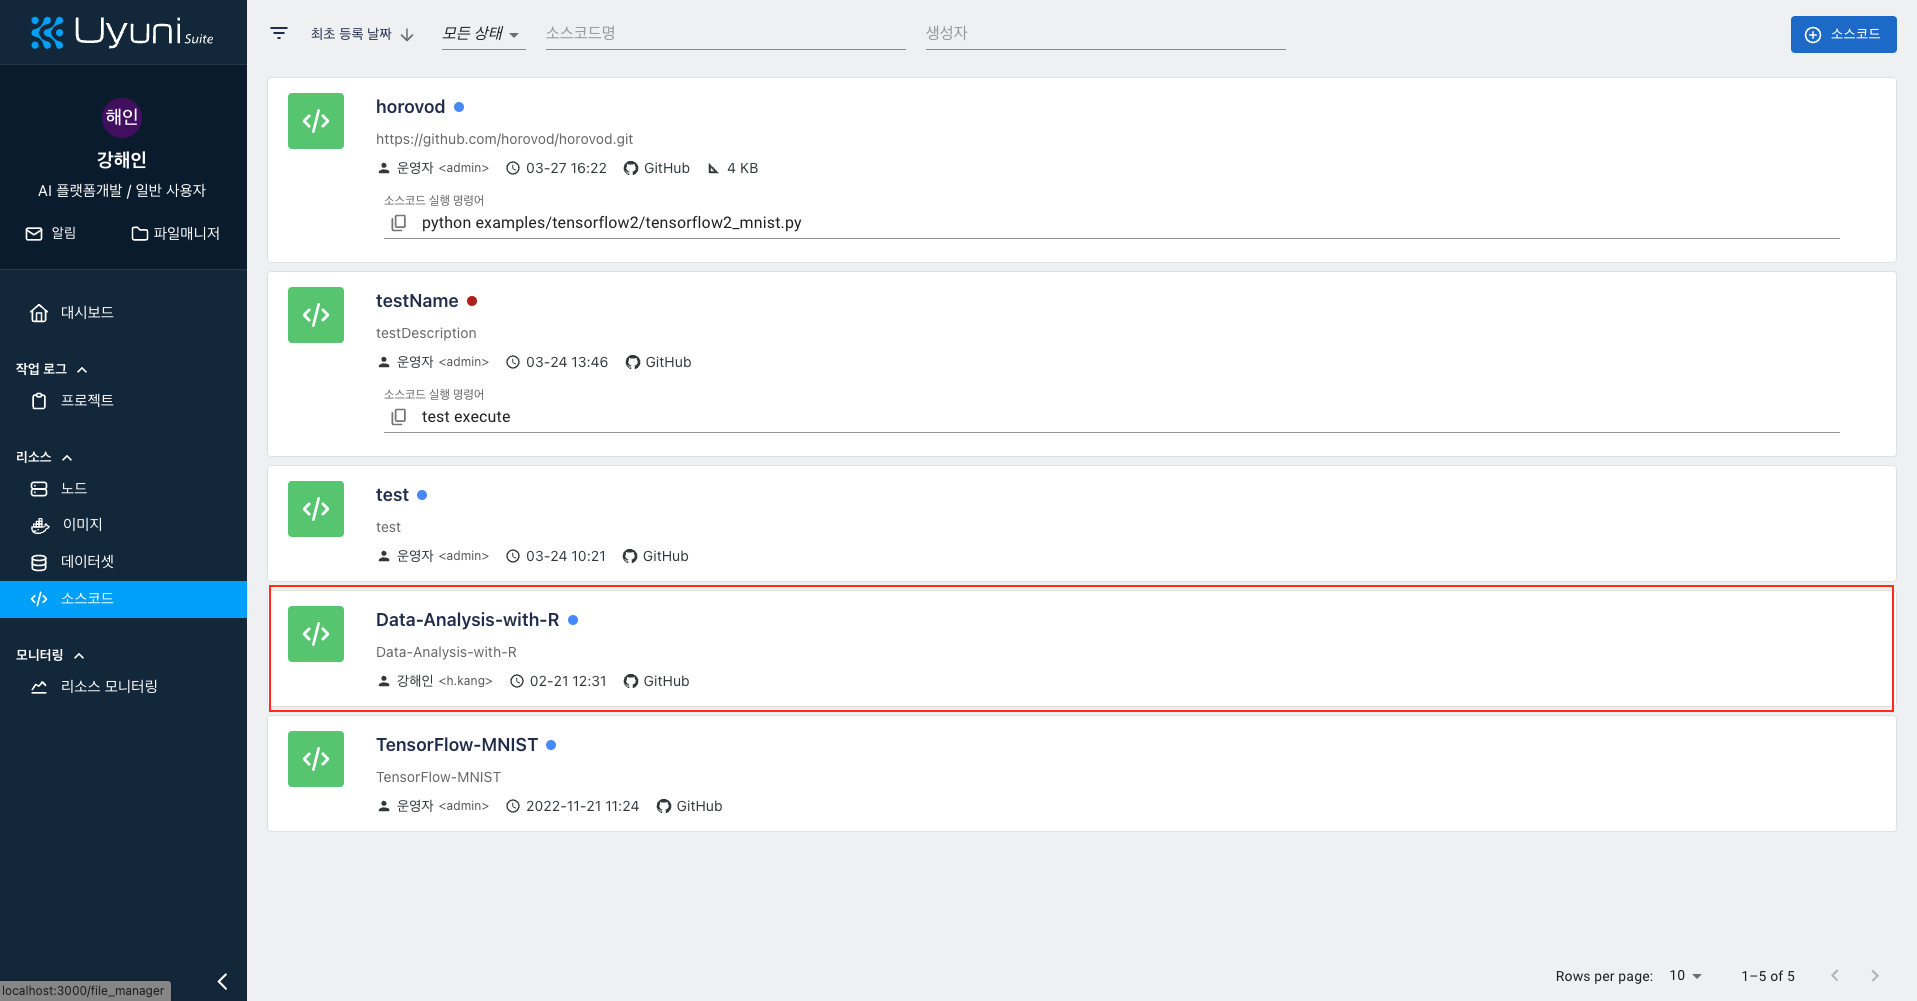 Uyuni Suite
해인
강해인
AI 플랫폼개발 / 일반 사용자
알림 파일매니저
대시보드
작업 로그
프로젝트
리소스
노드
이미지
데이터셋
소스코드
모니터링
리소스 모니터링
localhost:3000/file_manager
최초 등록 날짜 모든 상태 소스코드명 생성자 소스코드
horovod
https://github.com/horovod/horovod.git
운영자 <admin> 03-27 16:22 GitHub 4 KB
소스코드 실행 명령어
python examples/tensorflow2/tensorflow2_mnist.py
testName
testDescription
운영자 <admin> 03-24 13:46 GitHub
소스코드 실행 명령어
test execute
test
test
운영자 <admin> 03-24 10:21 GitHub
Data-Analysis-with-R
Data-Analysis-with-R
강해인 <h.kang> 02-21 12:31 GitHub
TensorFlow-MNIST
TensorFlow-MNIST
운영자 <admin> 2022-11-21 11:24 GitHub
Rows per page: 10 1–5 of 5